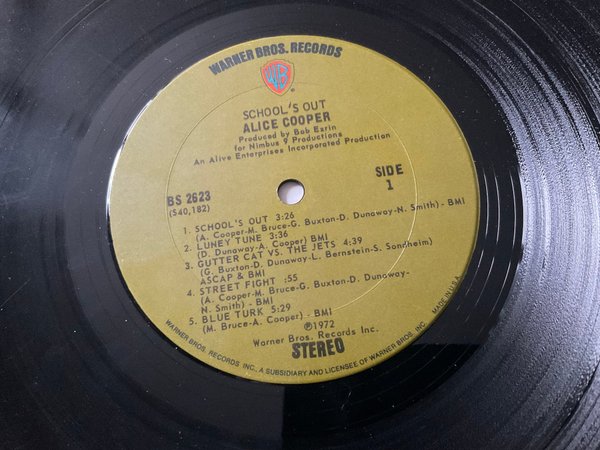 WARNER BROS. RECORDS
WB
SCHOOL'S OUT
ALICE COOPER
Produced by Bob Ezrin
for Nimbus 9 Productions
An Alive Enterprises Incorporated Production
BS 2623
(S40,182)
SIDE
1
1. SCHOOL'S OUT 3:26
(A. Cooper-M. Bruce-G. Buxton-D. Dunaway-N. Smith) - BMI
2. LUNEY TUNE 3:36
(D. Dunaway-A. Cooper) BMI
3. GUTTER CAT VS. THE JETS 4:39
(G. Buxton-D. Dunaway-L. Bernstein-S. Sondheim)
ASCAP & BMI
4. STREET FIGHT :55
(A. Cooper-M. Bruce-G. Buxton-D. Dunaway-
N. Smith) - BMI
5. BLUE TURK 5:29
(M. Bruce-A. Cooper) - BMI
℗1972
Warner Bros. Records Inc.
STEREO
WARNER BROS. RECORDS INC., A SUBSIDIARY AND LICENSEE OF WARNER BROS. INC. MADE IN U.S.A.